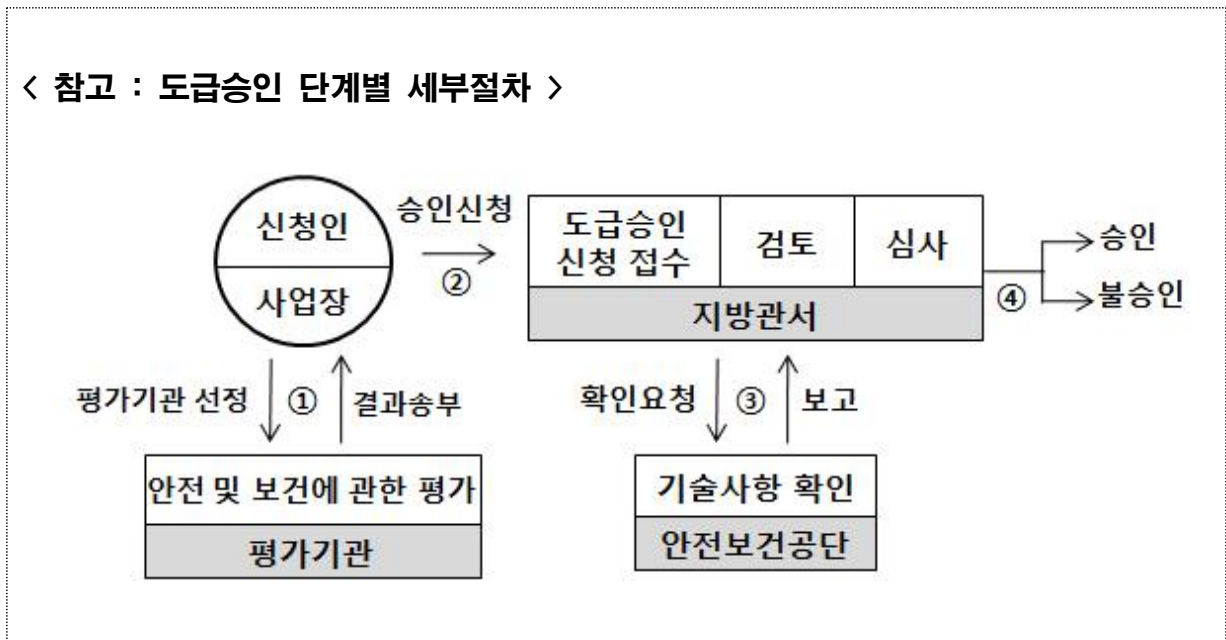 < 참고 : 도급승인 단계별 세부절차 >
신청인
사업장
승인신청
②
도급승인
신청 접수
검토
심사
지방관서
④
승인
불승인
평가기관 선정
①
결과송부
확인요청
③
보고
안전 및 보건에 관한 평가
평가기관
기술사항 확인
안전보건공단